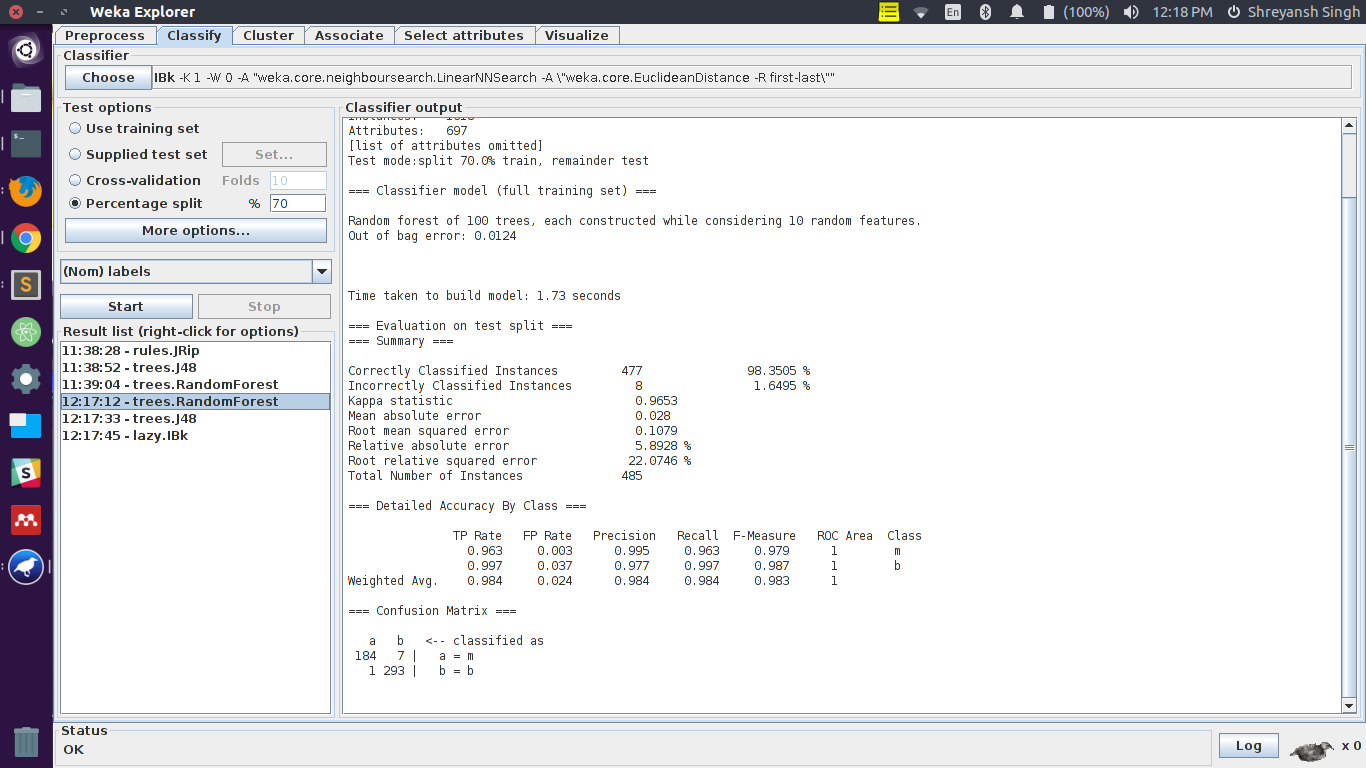 Weka Explorer
En (100%) 12:18 PM Shreyansh Singh
Preprocess Classify Cluster Associate Select attributes Visualize
Classifier
Choose IBk -K 1 -W 0 -A "weka.core.neighboursearch.LinearNNSearch -A \"weka.core.EuclideanDistance -R first-last\""
Test options
Use training set
Supplied test set Set...
Cross-validation Folds 10
Percentage split % 70
More options...
(Nom) labels
Start Stop
Result list (right-click for options)
11:38:28 - rules.JRip
11:38:52 - trees.J48
11:39:04 - trees.RandomForest
12:17:12 - trees.RandomForest
12:17:33 - trees.J48
12:17:45 - lazy.IBk
Classifier output
Attributes: 697
[list of attributes omitted]
Test mode:split 70.0% train, remainder test
=== Classifier model (full training set) ===
Random forest of 100 trees, each constructed while considering 10 random features.
Out of bag error: 0.0124
Time taken to build model: 1.73 seconds
=== Evaluation on test split ===
=== Summary ===
Correctly Classified Instances 477 98.3505 %
Incorrectly Classified Instances 8 1.6495 %
Kappa statistic 0.9653
Mean absolute error 0.028
Root mean squared error 0.1079
Relative absolute error 5.8928 %
Root relative squared error 22.0746 %
Total Number of Instances 485
=== Detailed Accuracy By Class ===
TP Rate FP Rate Precision Recall F-Measure ROC Area Class
0.963 0.003 0.995 0.963 0.979 1 m
0.997 0.037 0.977 0.997 0.987 1 b
Weighted Avg. 0.984 0.024 0.984 0.984 0.983 1
=== Confusion Matrix ===
a b <-- classified as
184 7 | a = m
1 293 | b = b
Status
OK
Log x 0